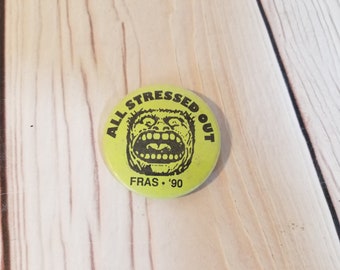 ALL STRESSED OUT
FRAS • '90